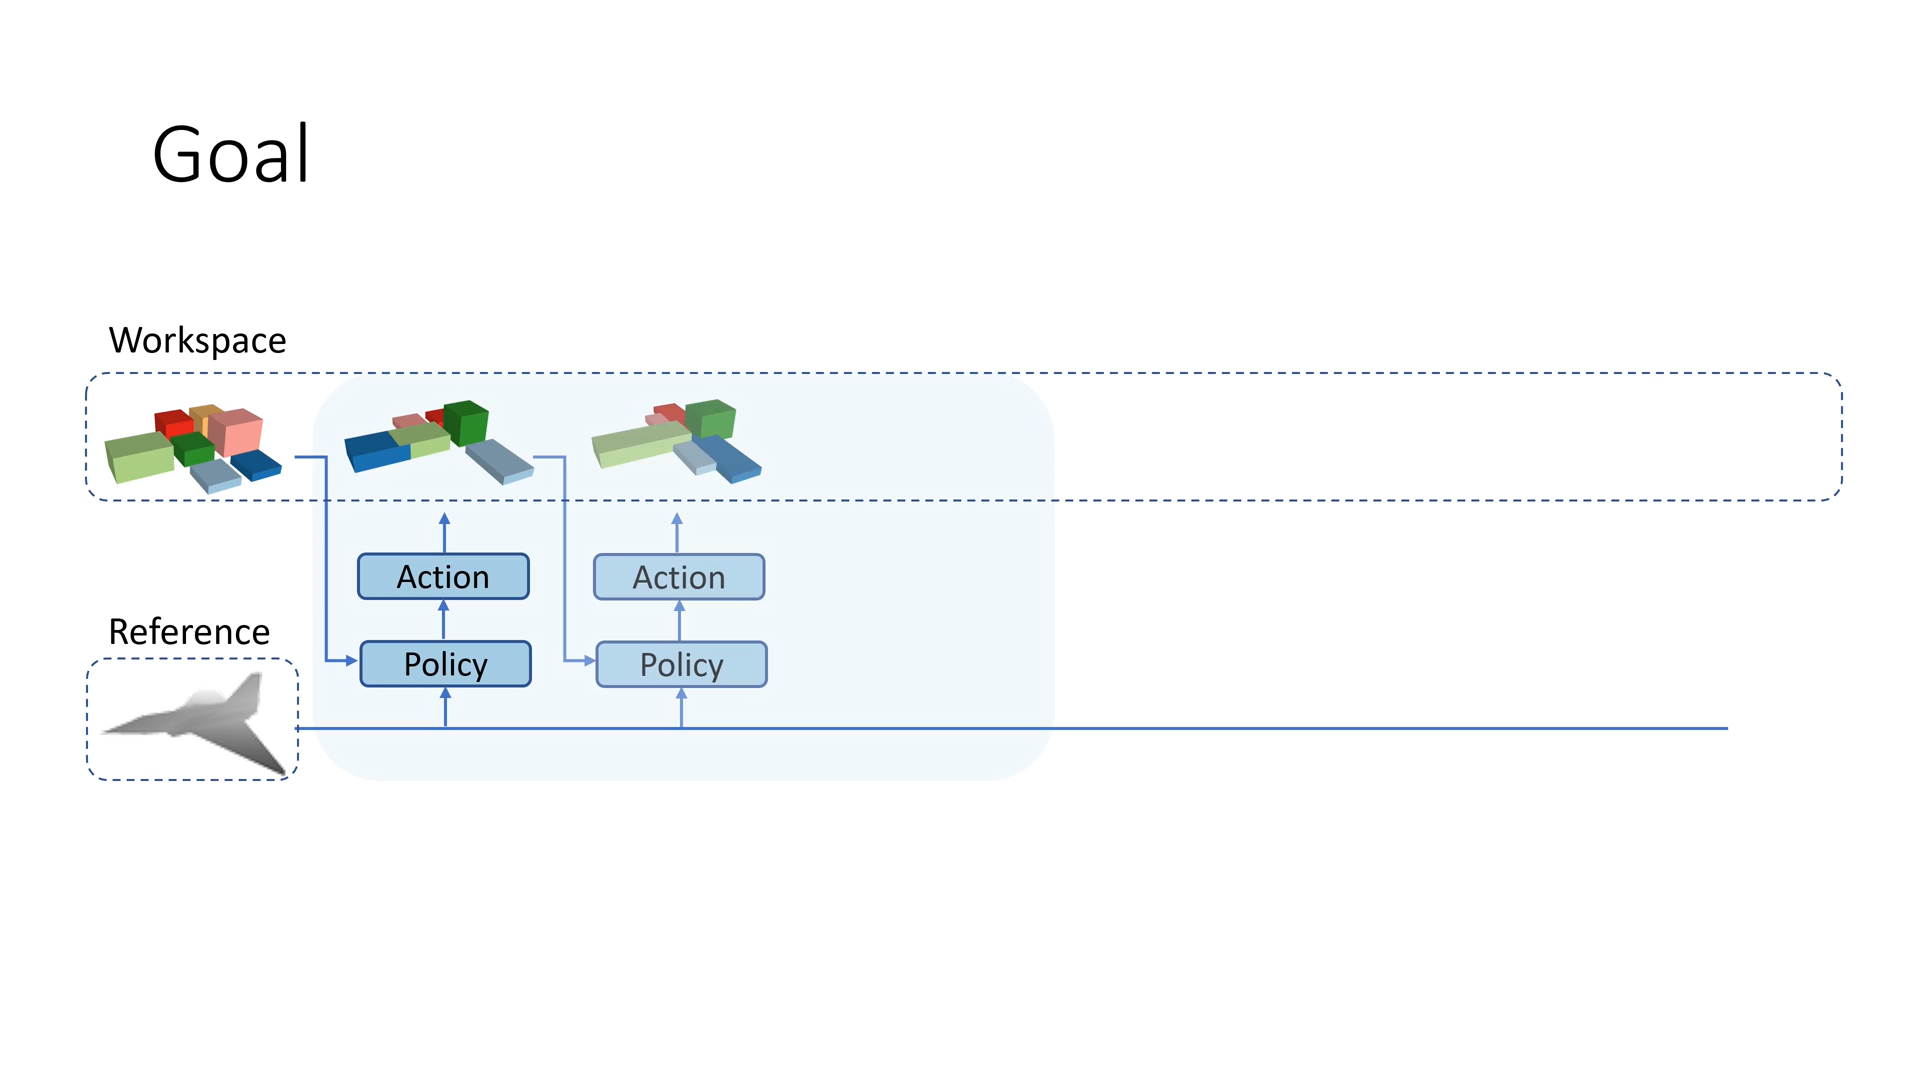 Goal
Workspace
Action
Action
Reference
Policy
Policy